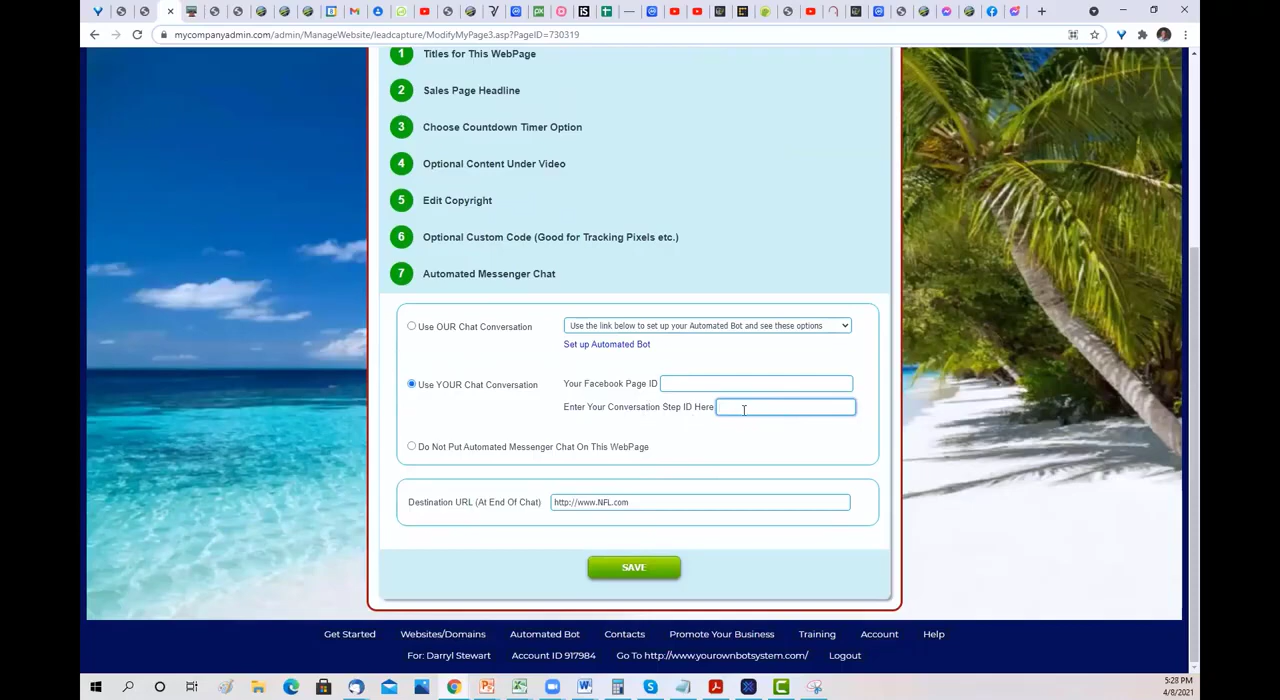 mycompanyadmin.com/admin/ManageWebsite/leadcapture/ModifyMyPage3.asp?PageID=730319
1 Titles for This WebPage
2 Sales Page Headline
3 Choose Countdown Timer Option
4 Optional Content Under Video
5 Edit Copyright
6 Optional Custom Code (Good for Tracking Pixels etc.)
7 Automated Messenger Chat
Use OUR Chat Conversation Use the link below to set up your Automated Bot and see these options
Set up Automated Bot
Use YOUR Chat Conversation Your Facebook Page ID
Enter Your Conversation Step ID Here
Do Not Put Automated Messenger Chat On This WebPage
Destination URL (At End Of Chat) http://www.NFL.com
SAVE
Get Started Websites/Domains Automated Bot Contacts Promote Your Business Training Account Help
For: Darryl Stewart Account ID 917984 Go To http://www.yourownbotsystem.com/ Logout
5:28 PM
4/8/2021